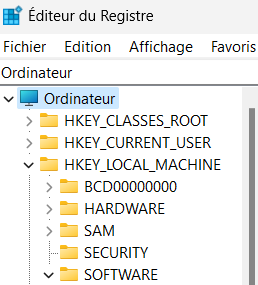 Éditeur du Registre
Fichier Edition Affichage Favoris
Ordinateur
Ordinateur
HKEY_CLASSES_ROOT
HKEY_CURRENT_USER
HKEY_LOCAL_MACHINE
BCD00000000
HARDWARE
SAM
SECURITY
SOFTWARE